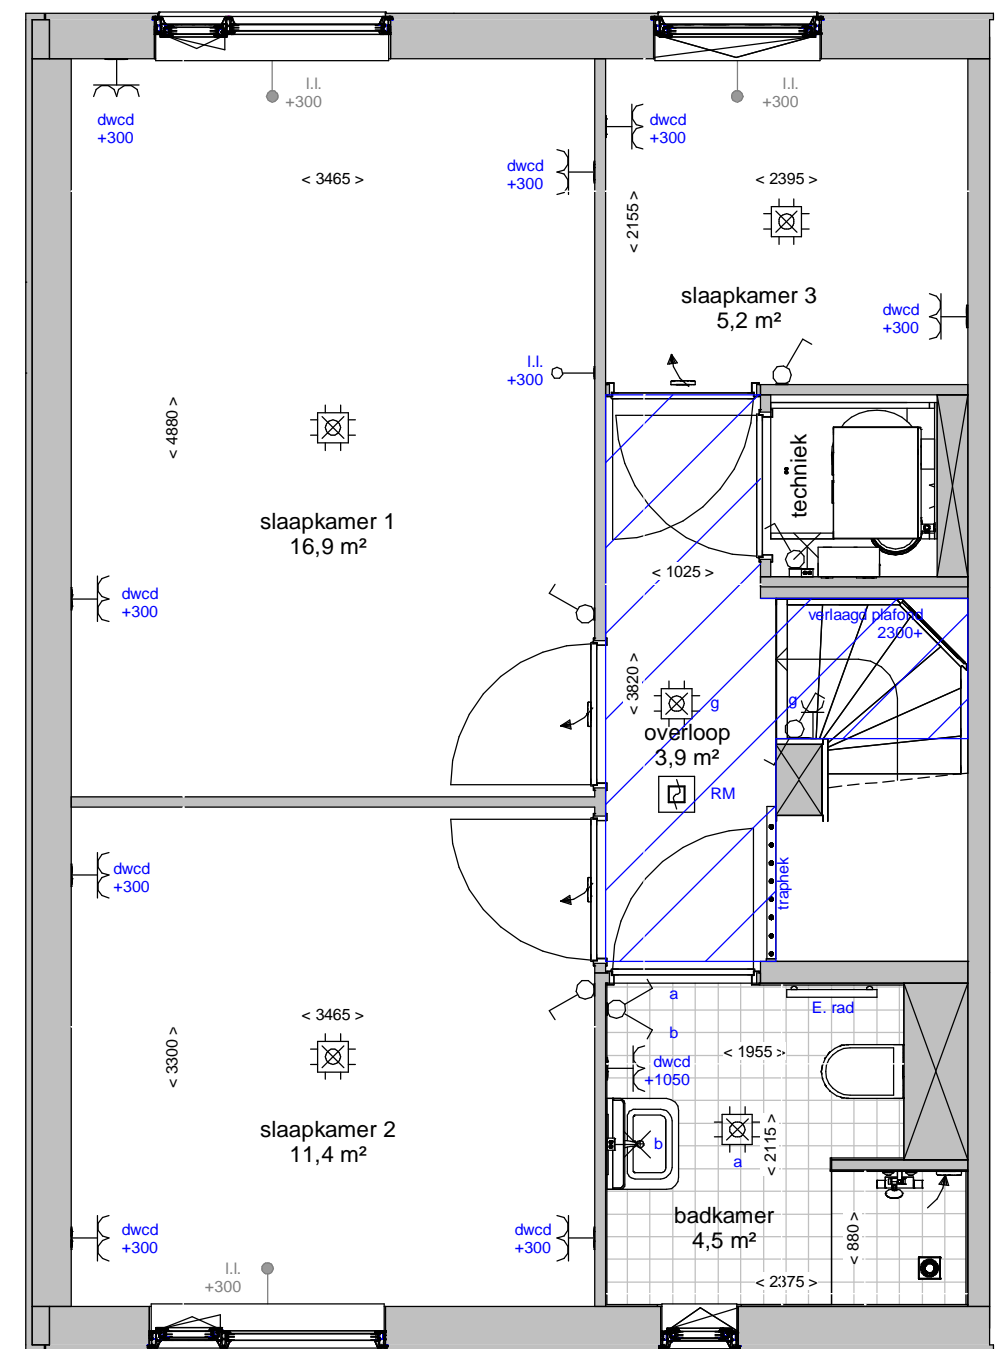 l.l.
+300
l.l.
+300
dwcd
+300
dwcd
+300
dwcd
+300
< 3465 >
< 2395 >
< 2155 >
slaapkamer 3
5,2 m²
dwcd
+300
l.l.
+300
< 4880 >
techniek
slaapkamer 1
16,9 m²
< 1025 >
dwcd
+300
verlaagd plafond
2300+
< 3820 >
g
g
overloop
3,9 m²
RM
dwcd
+300
traphek
a
E. rad
b
< 3465 >
< 3300 >
< 1955 >
dwcd
+1050
slaapkamer 2
11,4 m²
b
a
< 2115 >
badkamer
4,5 m²
dwcd
+300
dwcd
+300
< 880 >
l.l.
+300
< 2375 >